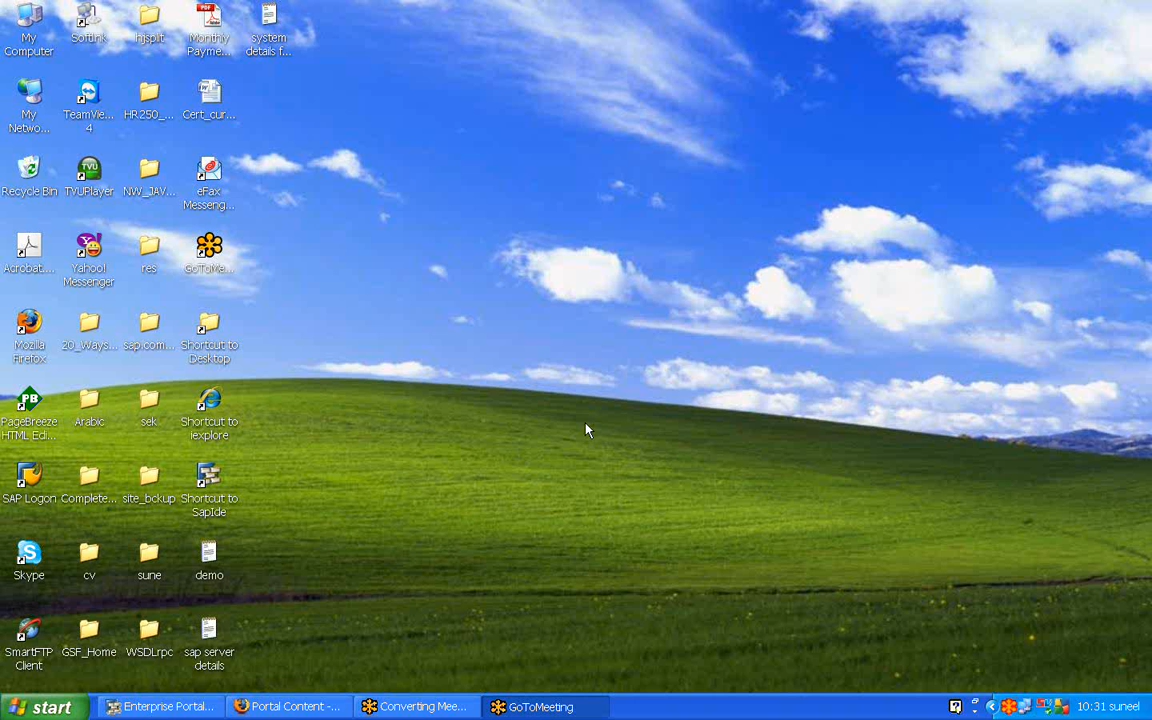 My
Computer
Softlink
hjsplit
Monthly
Payme...
system
details f...
My
Netwo...
TeamVie...
4
HR250_...
Cert_cur...
Recycle Bin
TVUPlayer
NW_JAV...
eFax
Messeng...
Acrobat....
Yahoo!
Messenger
res
GoToMe...
Mozilla
Firefox
20_Ways...
sap.com...
Shortcut to
Desktop
PageBreeze
HTML Edi...
Arabic
sek
Shortcut to
iexplore
SAP Logon
Complete...
site_bckup
Shortcut to
SapIde
Skype
cv
sune
demo
SmartFTP
Client
GSF_Home
WSDLrpc
sap server
details
start
Enterprise Portal...
Portal Content -...
Converting Mee...
GoToMeeting
10:31 suneel